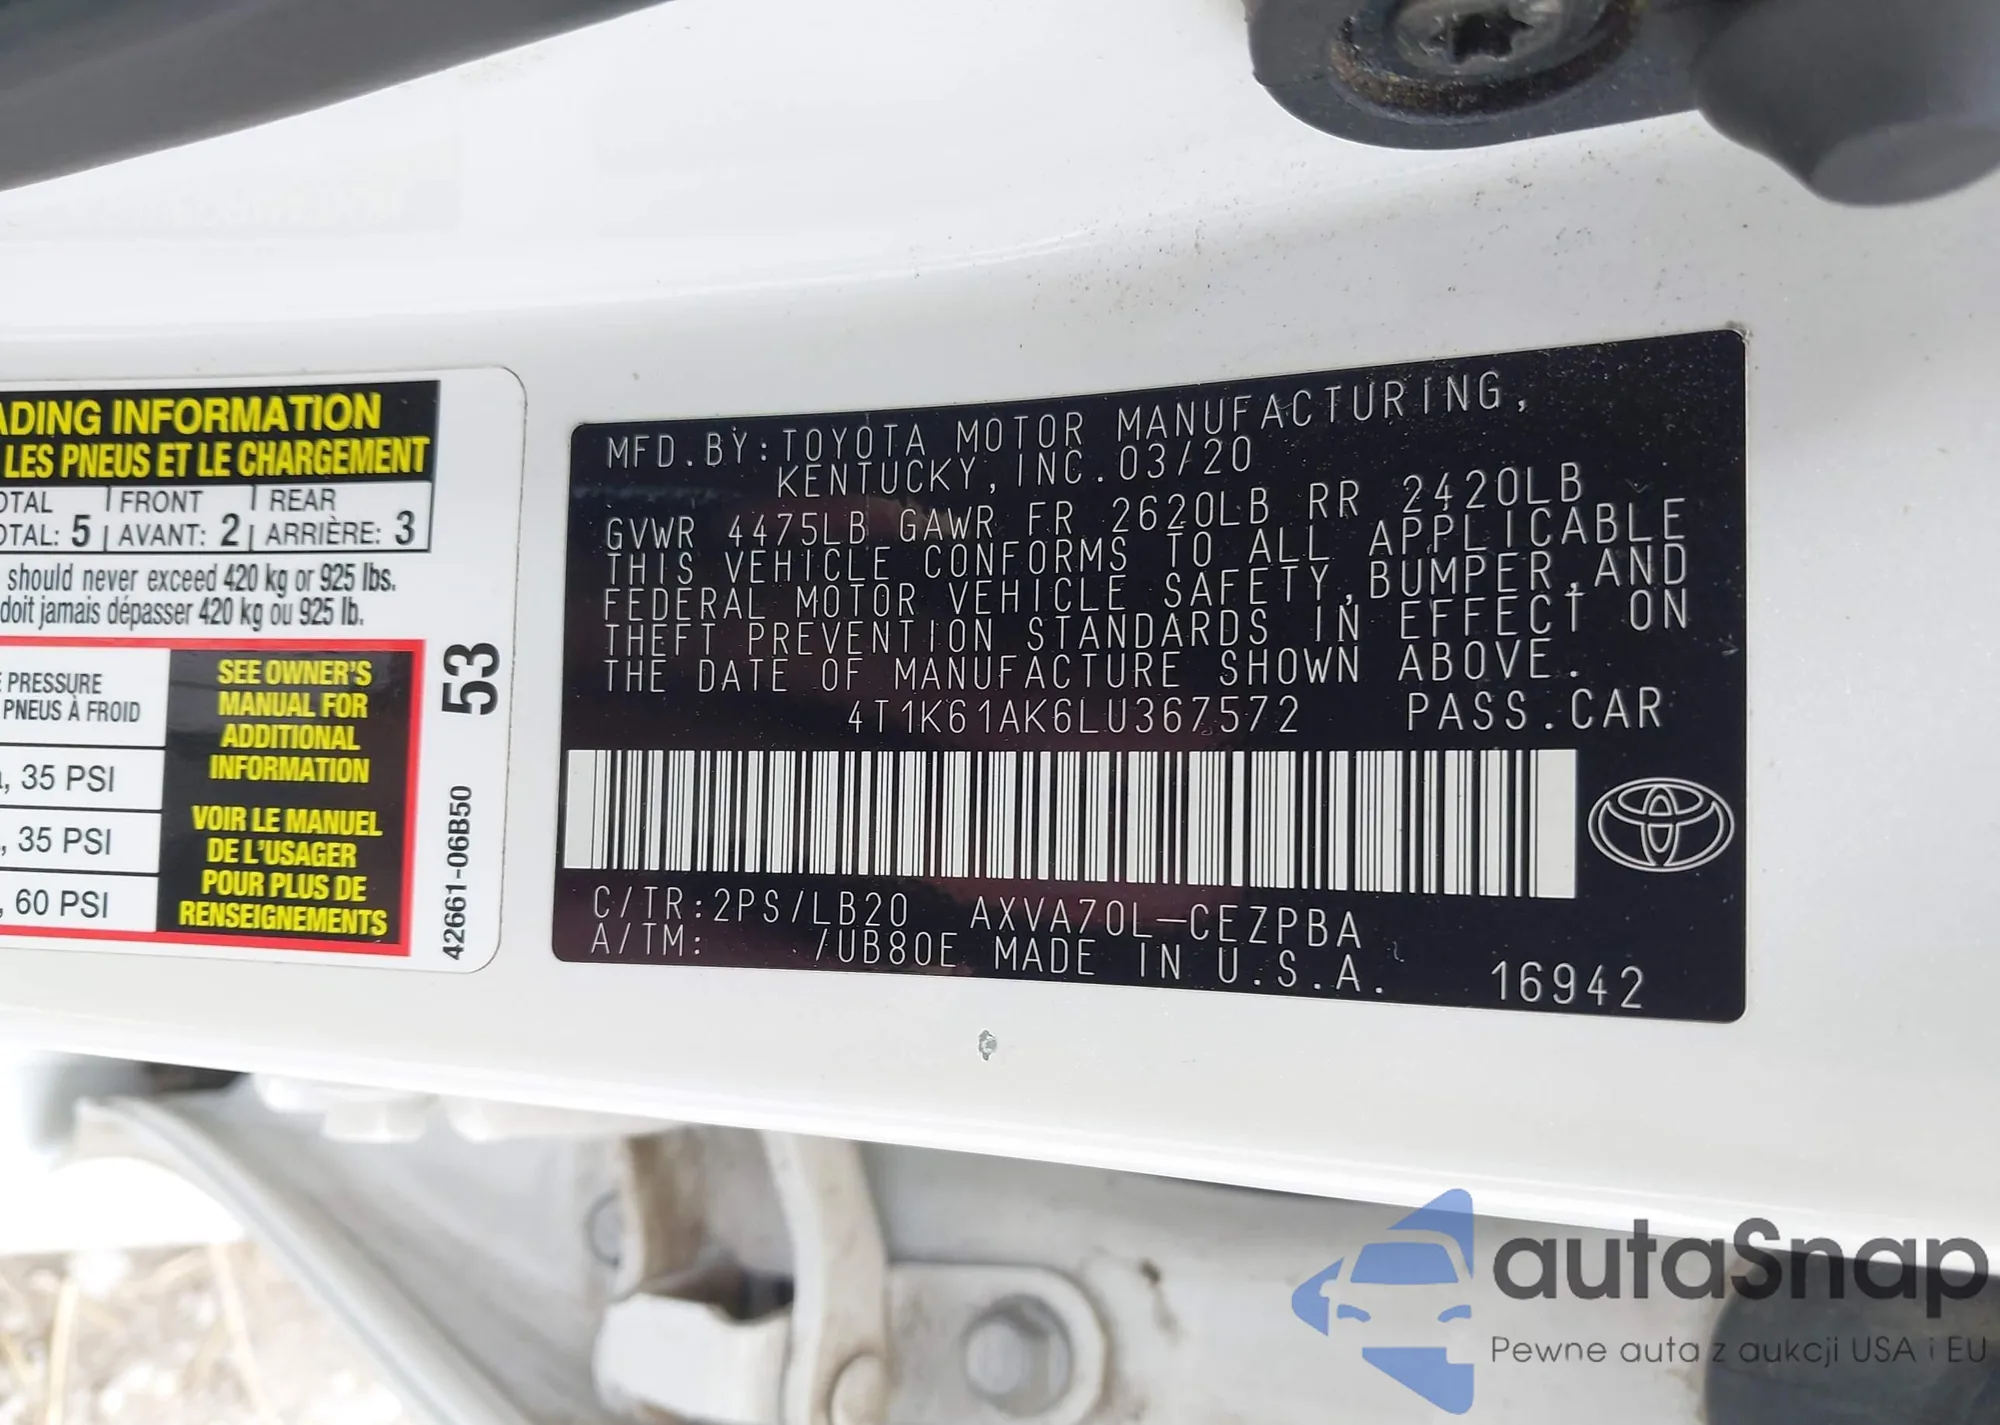 ADING INFORMATION
LES PNEUS ET LE CHARGEMENT
OTAL FRONT REAR
OTAL: 5 AVANT: 2 ARRIÈRE: 3
should never exceed 420 kg or 925 lbs.
doit jamais dépasser 420 kg ou 925 lb.
E PRESSURE
PNEUS À FROID
, 35 PSI
, 35 PSI
, 60 PSI
SEE OWNER'S
MANUAL FOR
ADDITIONAL
INFORMATION
VOIR LE MANUEL
DE L'USAGER
POUR PLUS DE
RENSEIGNEMENTS
53
42661-06B50
MFD.BY:TOYOTA MOTOR MANUFACTURING,
KENTUCKY,INC.03/20
GVWR 4475LB GAWR FR 2620LB RR 2420LB
THIS VEHICLE CONFORMS TO ALL APPLICABLE
FEDERAL MOTOR VEHICLE SAFETY,BUMPER,AND
THEFT PREVENTION STANDARDS IN EFFECT ON
THE DATE OF MANUFACTURE SHOWN ABOVE.
4T1K61AK6LU367572 PASS.CAR
C/TR:2PS/LB20 AXVA70L-CEZPBA
A/TM: /UB80E MADE IN U.S.A. 16942
autaSnap
Pewne auta z aukcji USA i EU